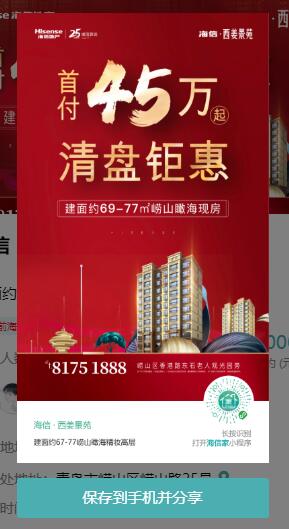 Hisense 海信地产 25
海信·西姜景苑
首付45万起
清盘钜惠
建面约69-77㎡崂山瞰海现房
8175 1888
崂山区香港路东石老人观光园旁
海信·西姜景苑
建面约67-77崂山瞰海精妆高层
长按识别
打开海信家小程序
保存到手机并分享